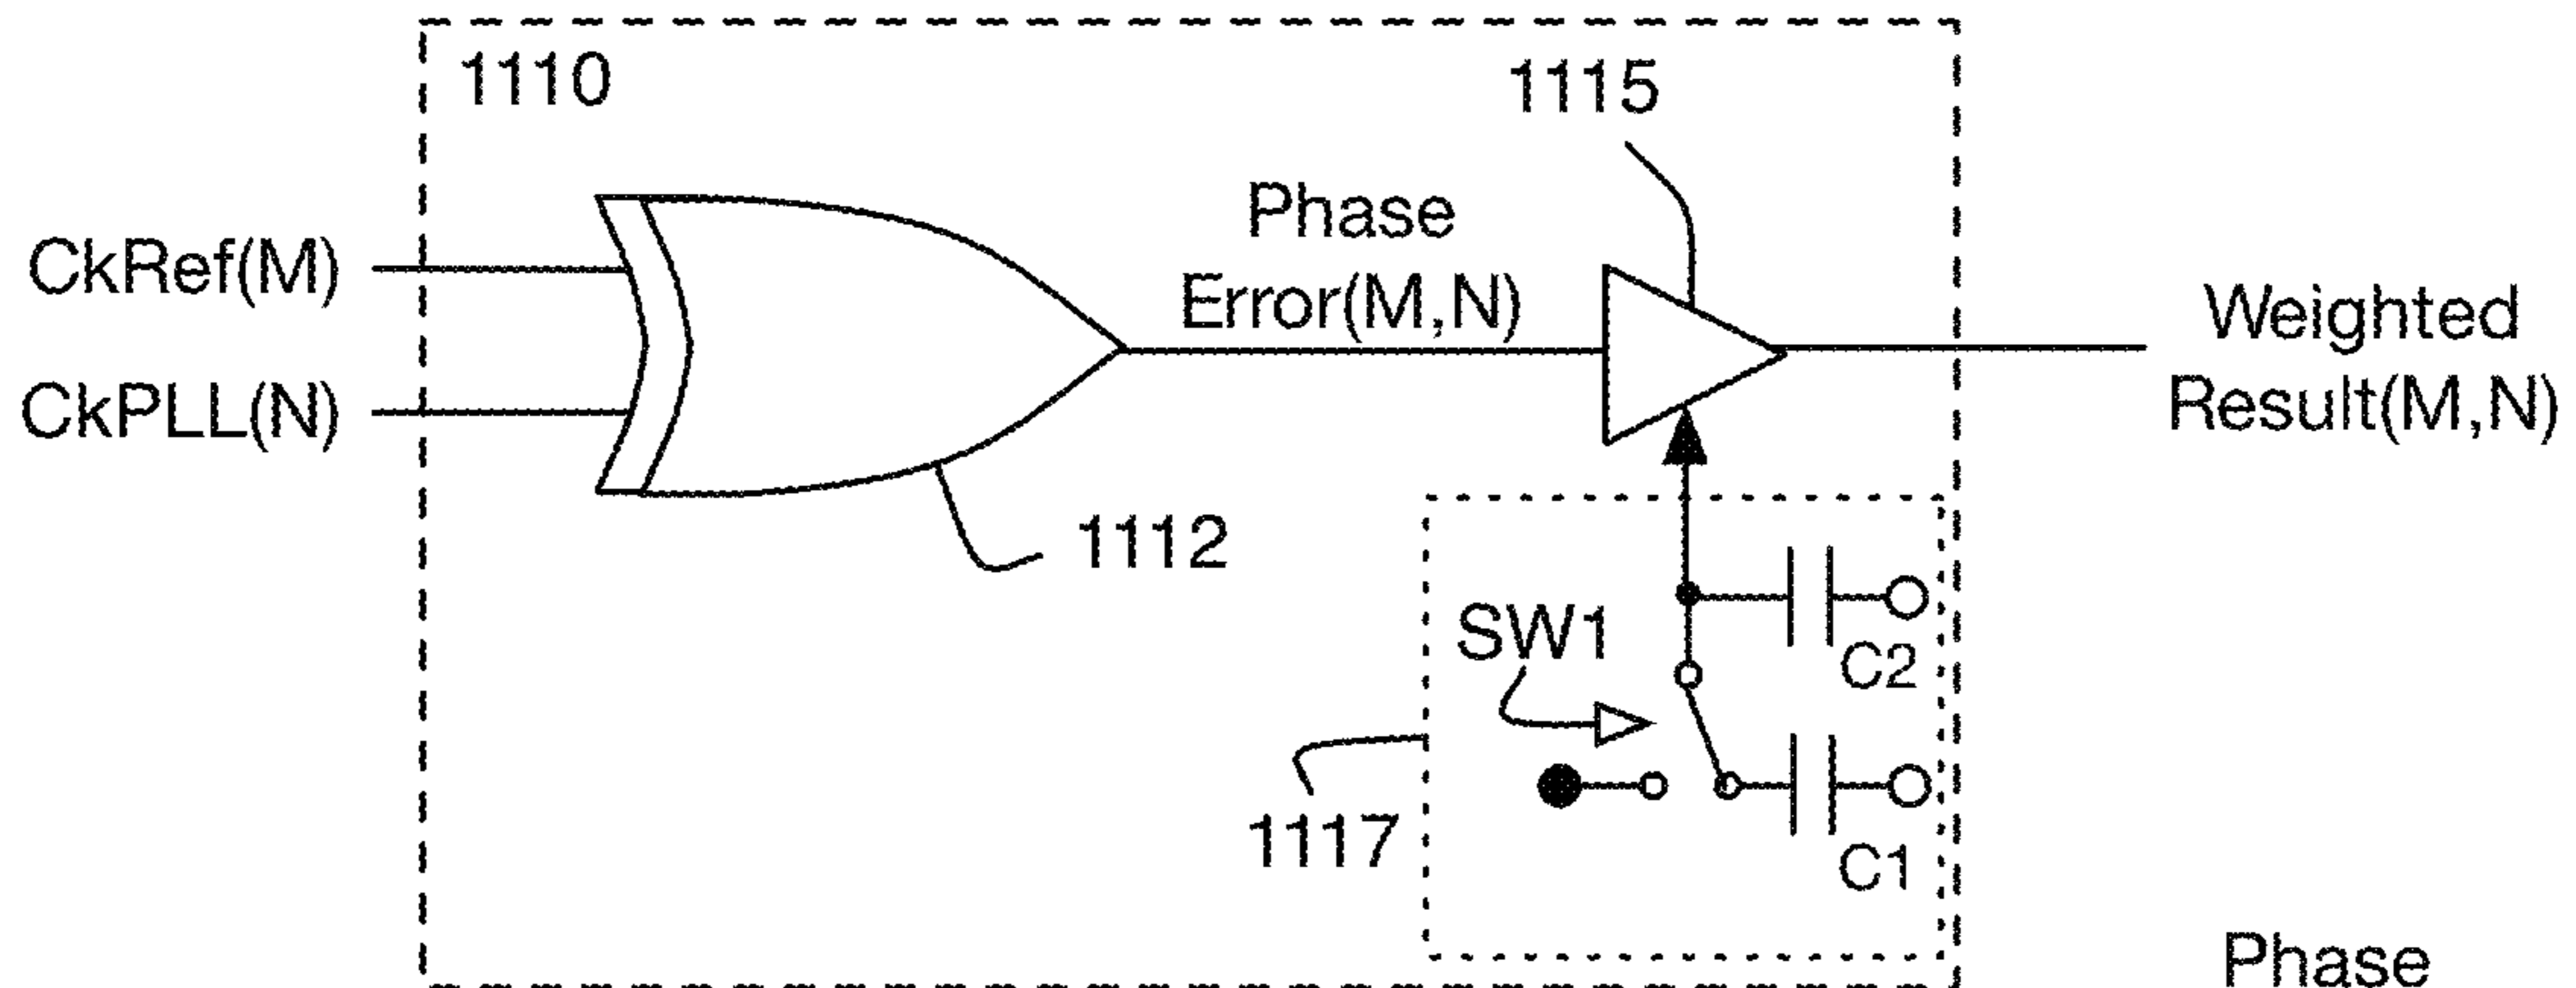 1110
1115
CkRef(M)
CkPLL(N)
Phase
Error(M,N)
Weighted
Result(M,N)
1112
SW1
C2
1117
C1
Phase